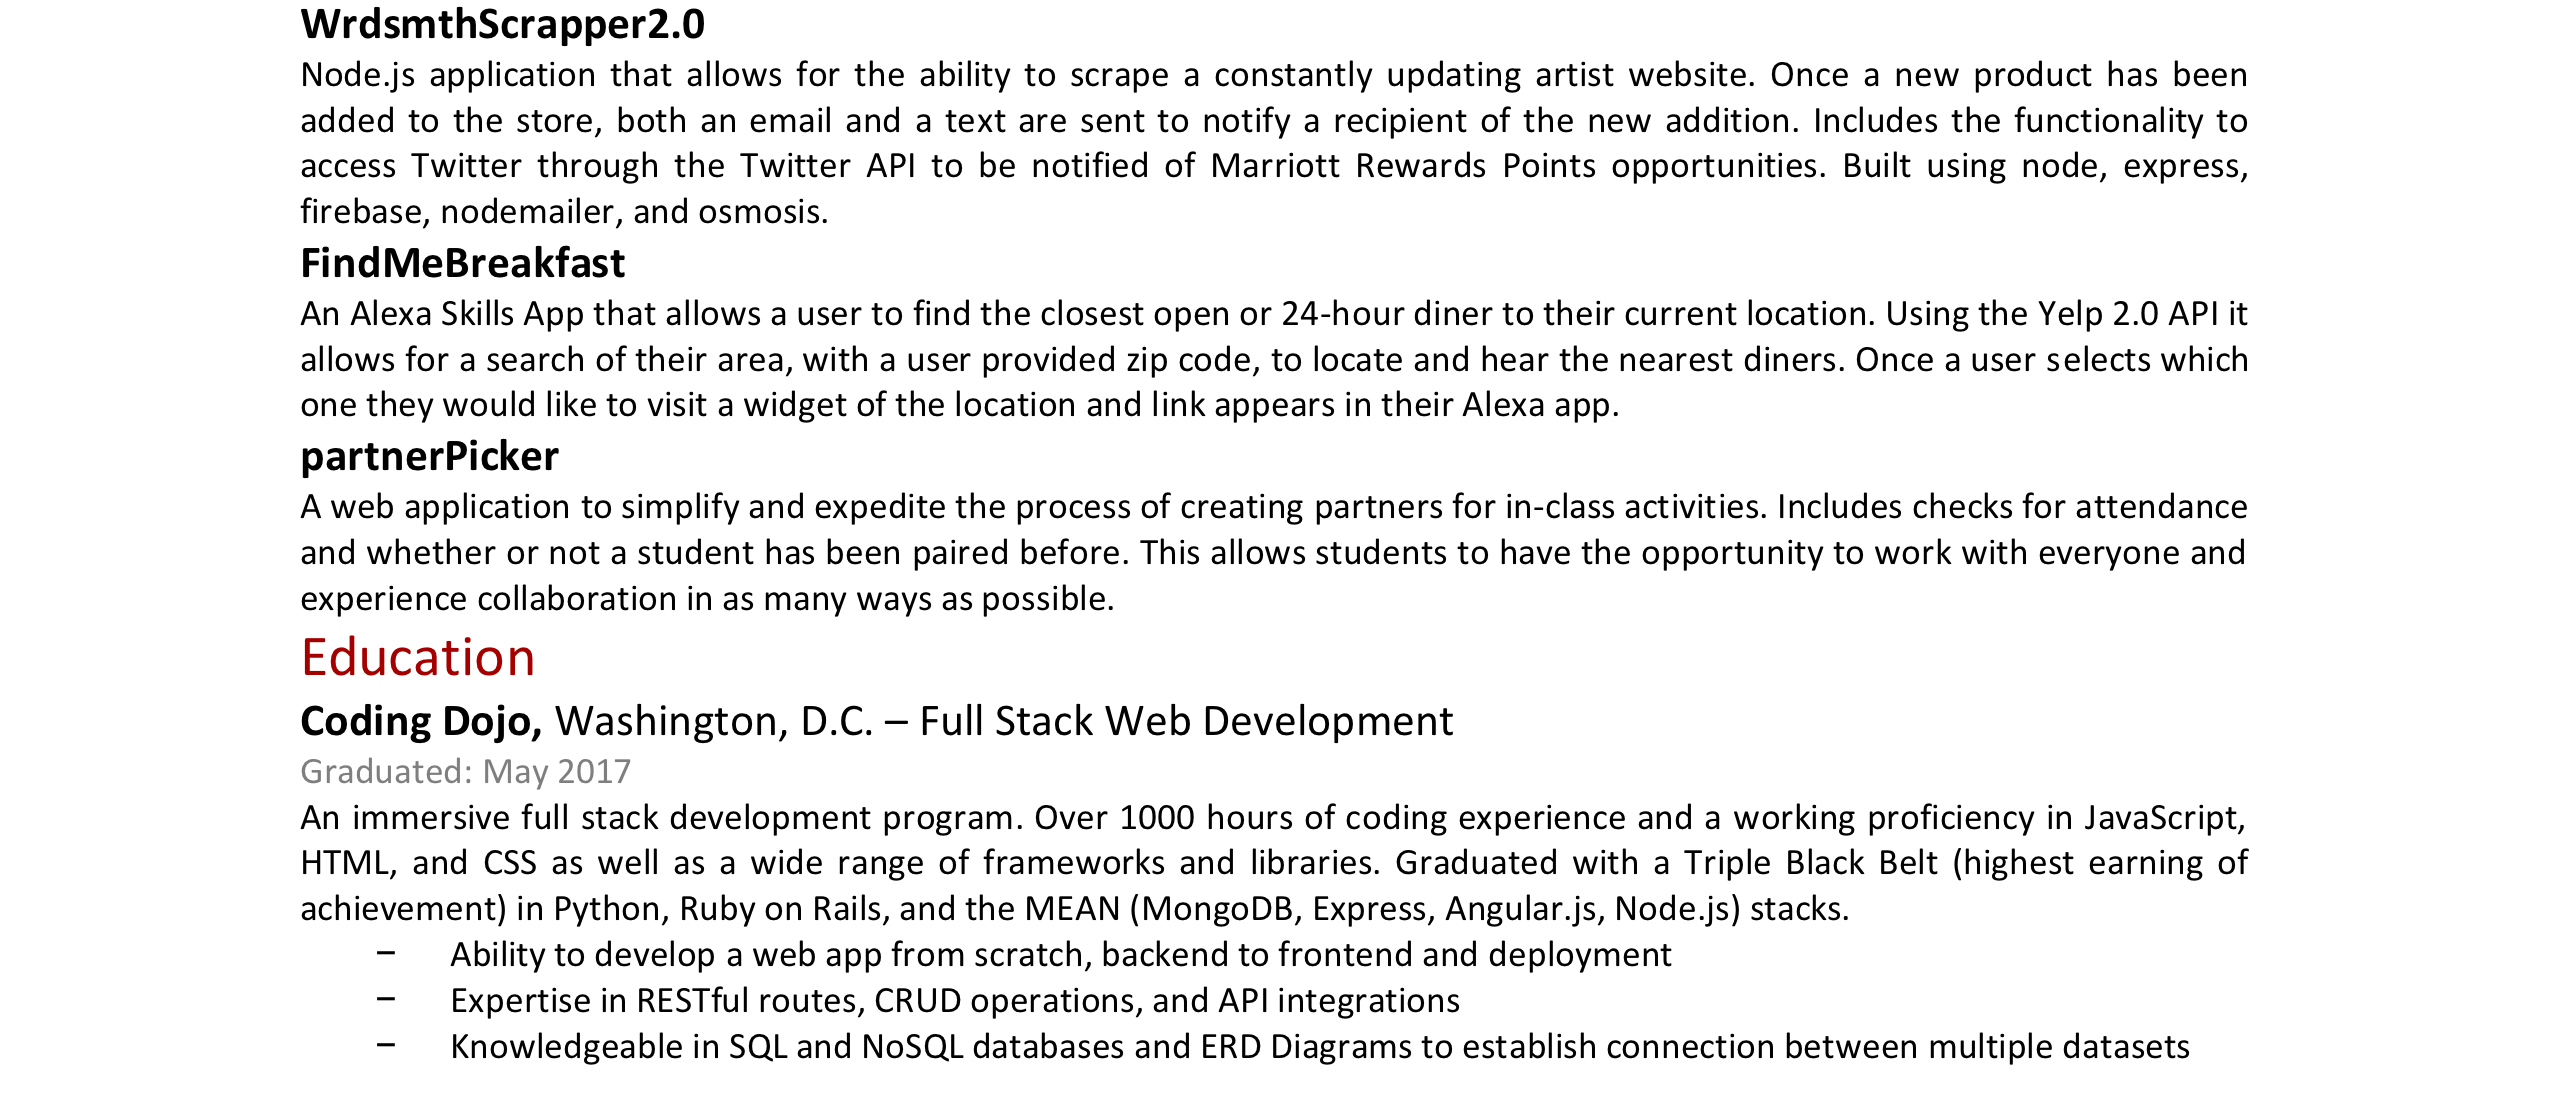 WrdsmthScrapper2.0
Node.js application that allows for the ability to scrape a constantly updating artist website. Once a new product has been
added to the store, both an email and a text are sent to notify a recipient of the new addition. Includes the functionality to
access Twitter through the Twitter API to be notified of Marriott Rewards Points opportunities. Built using node, express,
firebase, nodemailer, and osmosis.
FindMeBreakfast
An Alexa Skills App that allows a user to find the closest open or 24-hour diner to their current location. Using the Yelp 2.0 API it
allows for a search of their area, with a user provided zip code, to locate and hear the nearest diners. Once a user selects which
one they would like to visit a widget of the location and link appears in their Alexa app.
partnerPicker
A web application to simplify and expedite the process of creating partners for in-class activities. Includes checks for attendance
and whether or not a student has been paired before. This allows students to have the opportunity to work with everyone and
experience collaboration in as many ways as possible.
Education
Coding Dojo, Washington, D.C. – Full Stack Web Development
Graduated: May 2017
An immersive full stack development program. Over 1000 hours of coding experience and a working proficiency in JavaScript,
HTML, and CSS as well as a wide range of frameworks and libraries. Graduated with a Triple Black Belt (highest earning of
achievement) in Python, Ruby on Rails, and the MEAN (MongoDB, Express, Angular.js, Node.js) stacks.
– Ability to develop a web app from scratch, backend to frontend and deployment
– Expertise in RESTful routes, CRUD operations, and API integrations
– Knowledgeable in SQL and NoSQL databases and ERD Diagrams to establish connection between multiple datasets